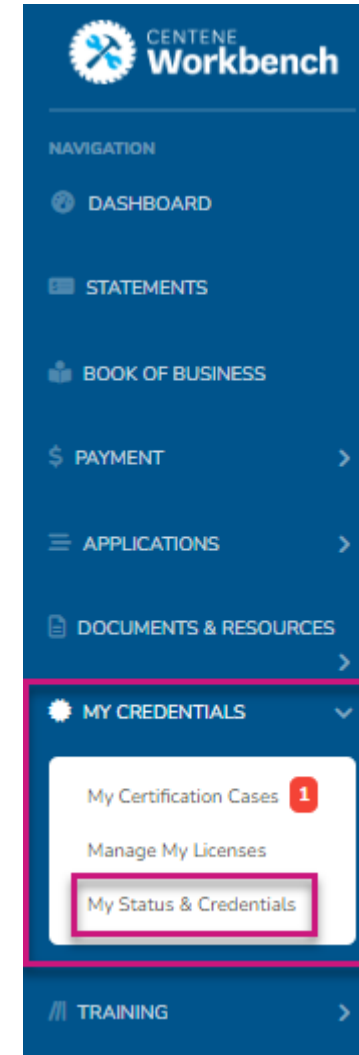 CENTENE
Workbench
NAVIGATION
DASHBOARD
STATEMENTS
BOOK OF BUSINESS
$ PAYMENT
APPLICATIONS
DOCUMENTS & RESOURCES
MY CREDENTIALS
My Certification Cases 1
Manage My Licenses
My Status & Credentials
TRAINING